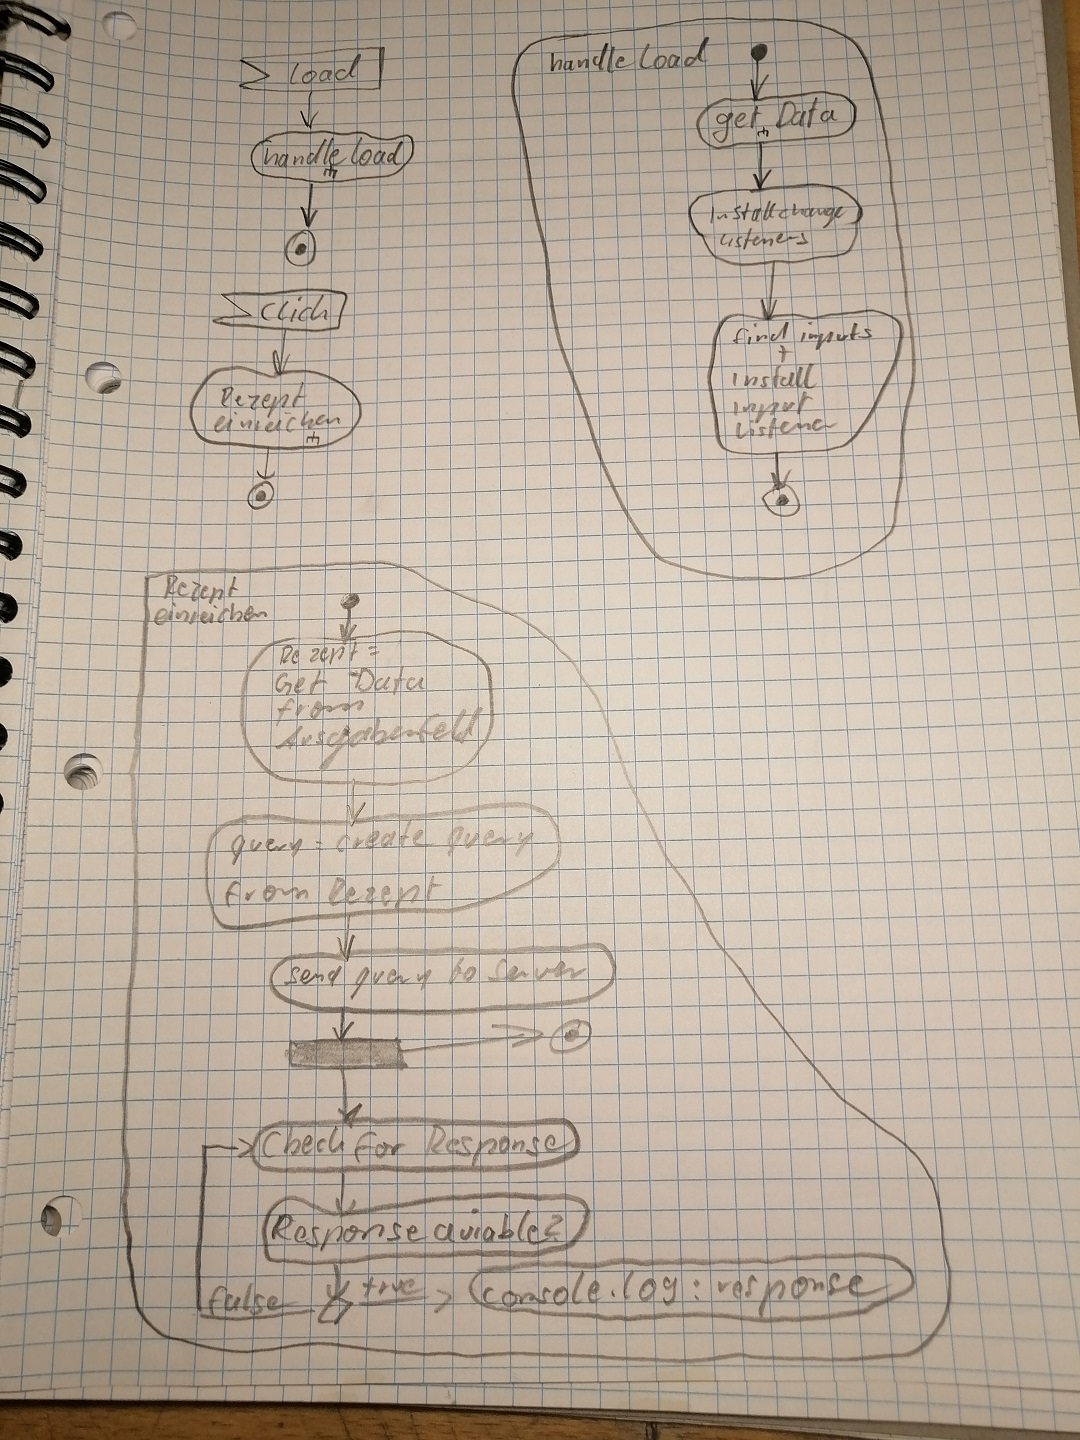 load
handle load
Click
Rezept
einreichen
handle load
get Data
Install change
Listeners
find inputs
+
Install
input
Listener
Rezept
einreichen
Rezept =
Get Data
from
Ausgabenfeld
query = create query
from Rezept
send query to Server
Check for Response
Response aviable?
false
true
console.log: response